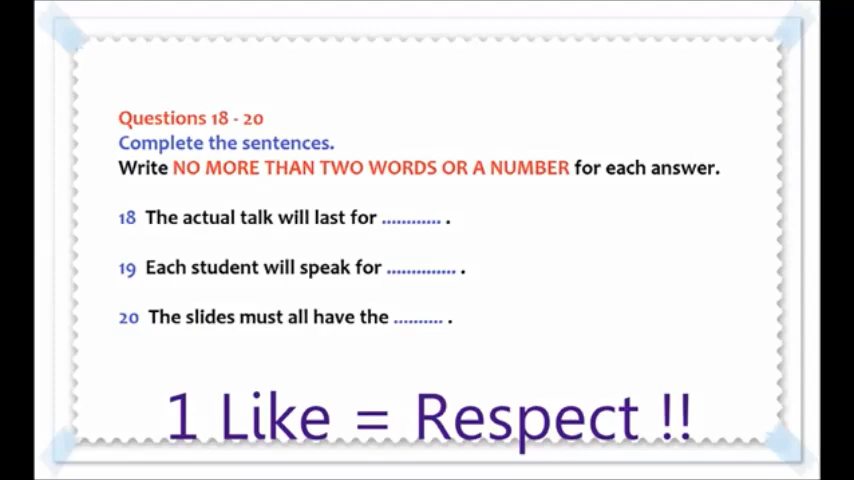 Questions 18 - 20
Complete the sentences.
Write NO MORE THAN TWO WORDS OR A NUMBER for each answer.
18 The actual talk will last for ............ .
19 Each student will speak for .............. .
20 The slides must all have the .......... .
1 Like = Respect !!